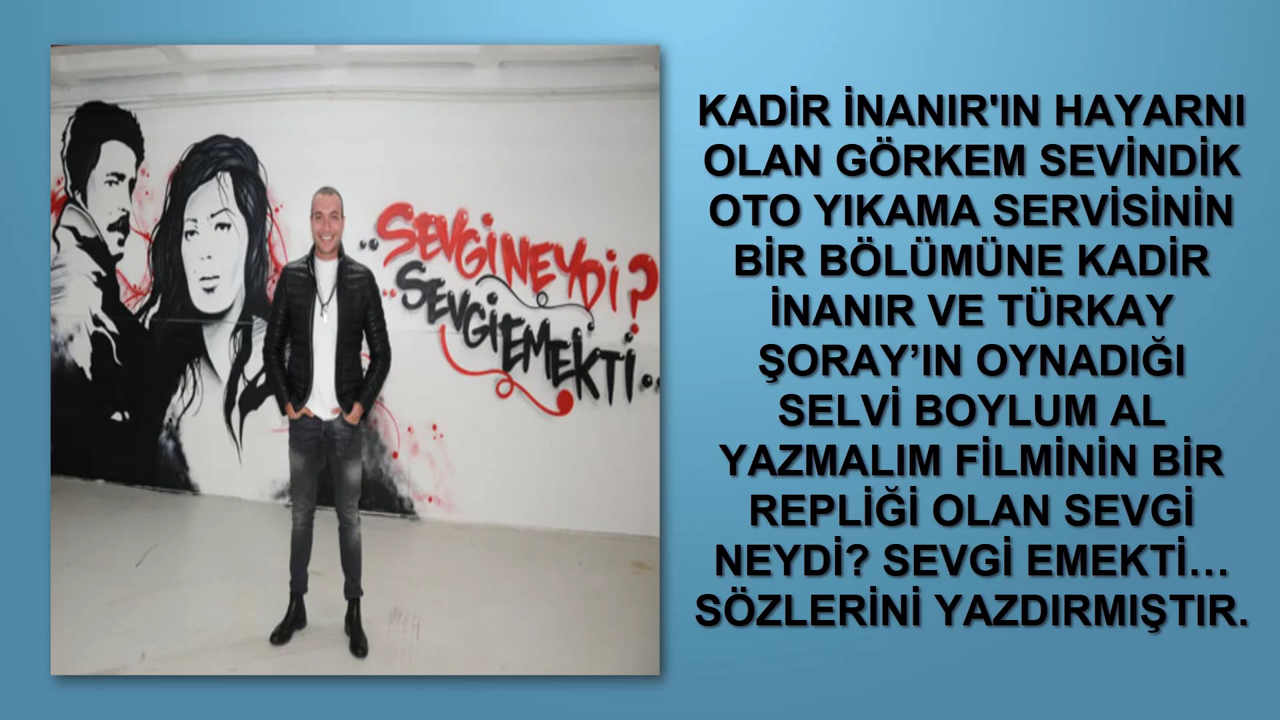 SEVGİ NEYDİ?
SEVGİ EMEKTİ..
KADİR İNANIR'IN HAYARNI
OLAN GÖRKEM SEVİNDİK
OTO YIKAMA SERVİSİNİN
BİR BÖLÜMÜNE KADİR
İNANIR VE TÜRKAY
ŞORAY’IN OYNADIĞI
SELVİ BOYLUM AL
YAZMALIM FİLMİNİN BİR
REPLİĞİ OLAN SEVGİ
NEYDİ? SEVGİ EMEKTİ…
SÖZLERİNİ YAZDIRMIŞTIR.